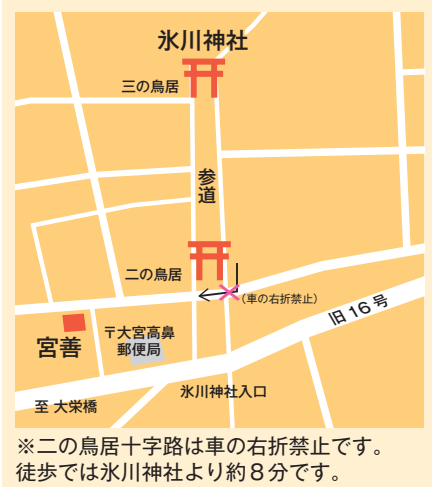 氷川神社
三の鳥居
参道
二の鳥居
(車の右折禁止)
旧16号
宮善
〒大宮高鼻
郵便局
氷川神社入口
至 大栄橋
※二の鳥居十字路は車の右折禁止です。
徒歩では氷川神社より約８分です。